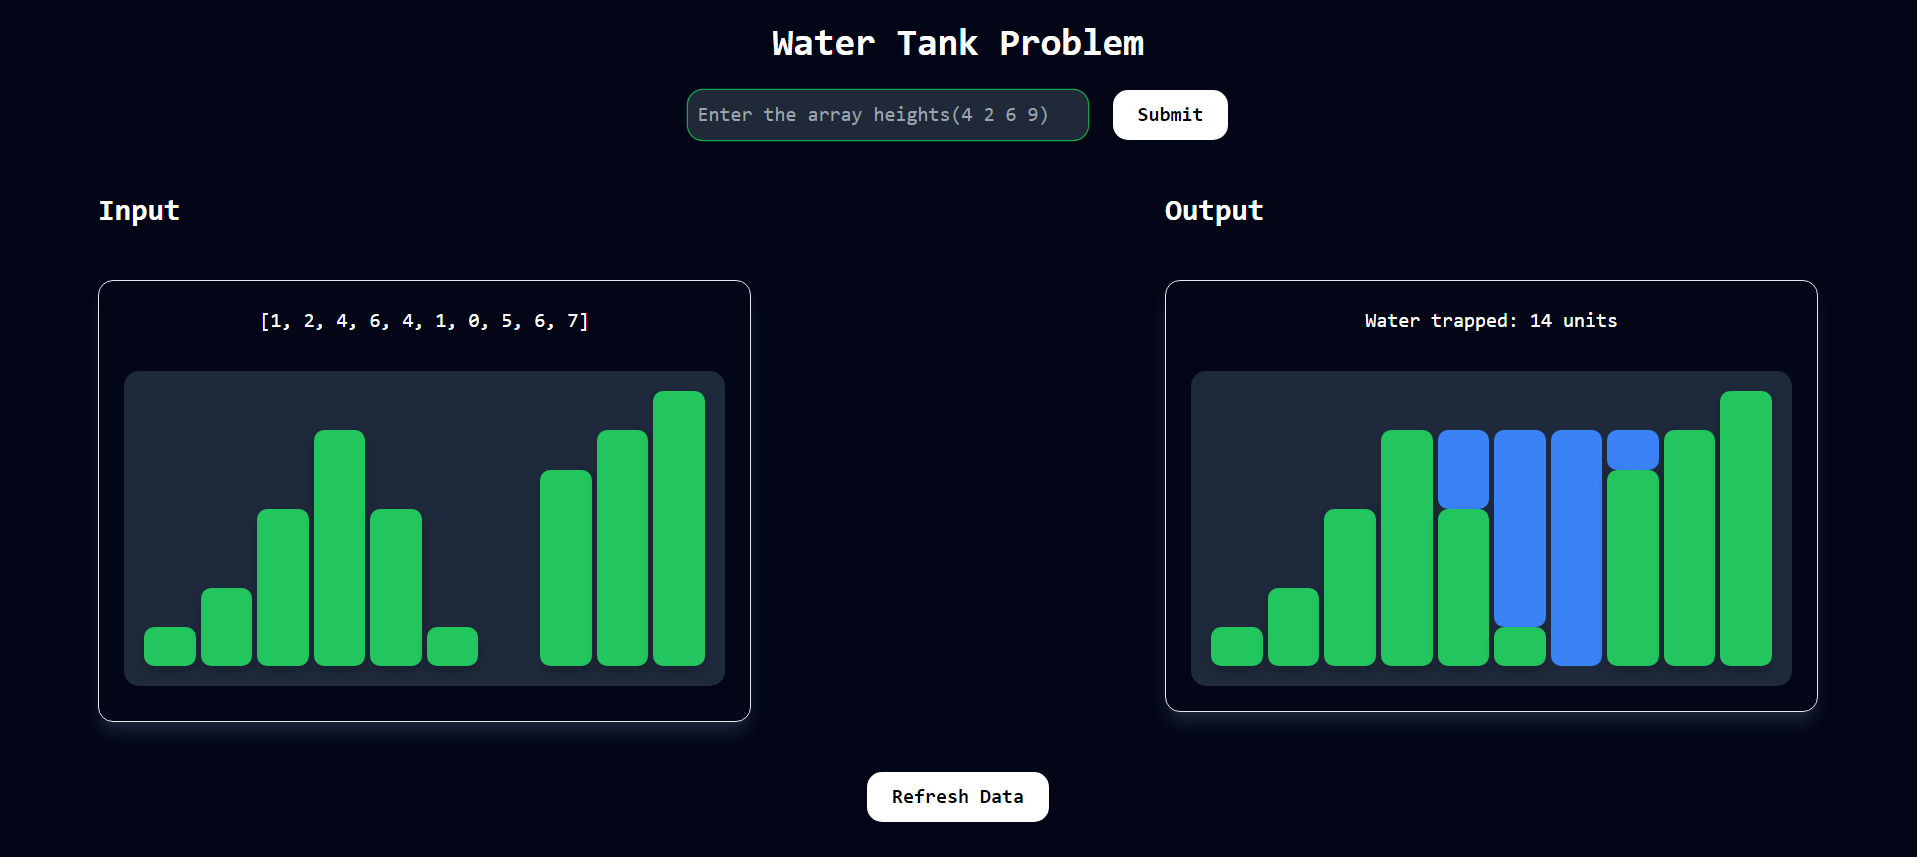 Water Tank Problem
Enter the array heights(4 2 6 9)
Submit
Input
Output
[1, 2, 4, 6, 4, 1, 0, 5, 6, 7]
Water trapped: 14 units
Refresh Data